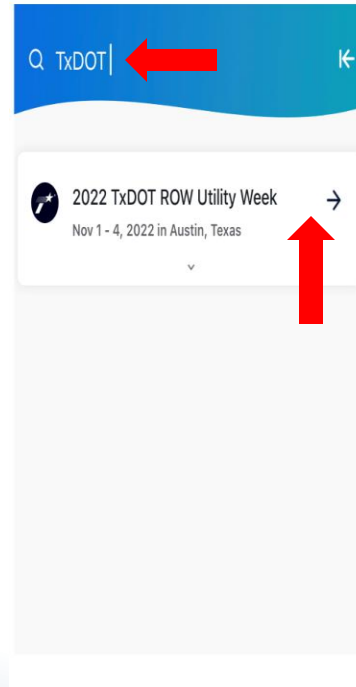 TxDOT
2022 TxDOT ROW Utility Week
Nov 1 - 4, 2022 in Austin, Texas